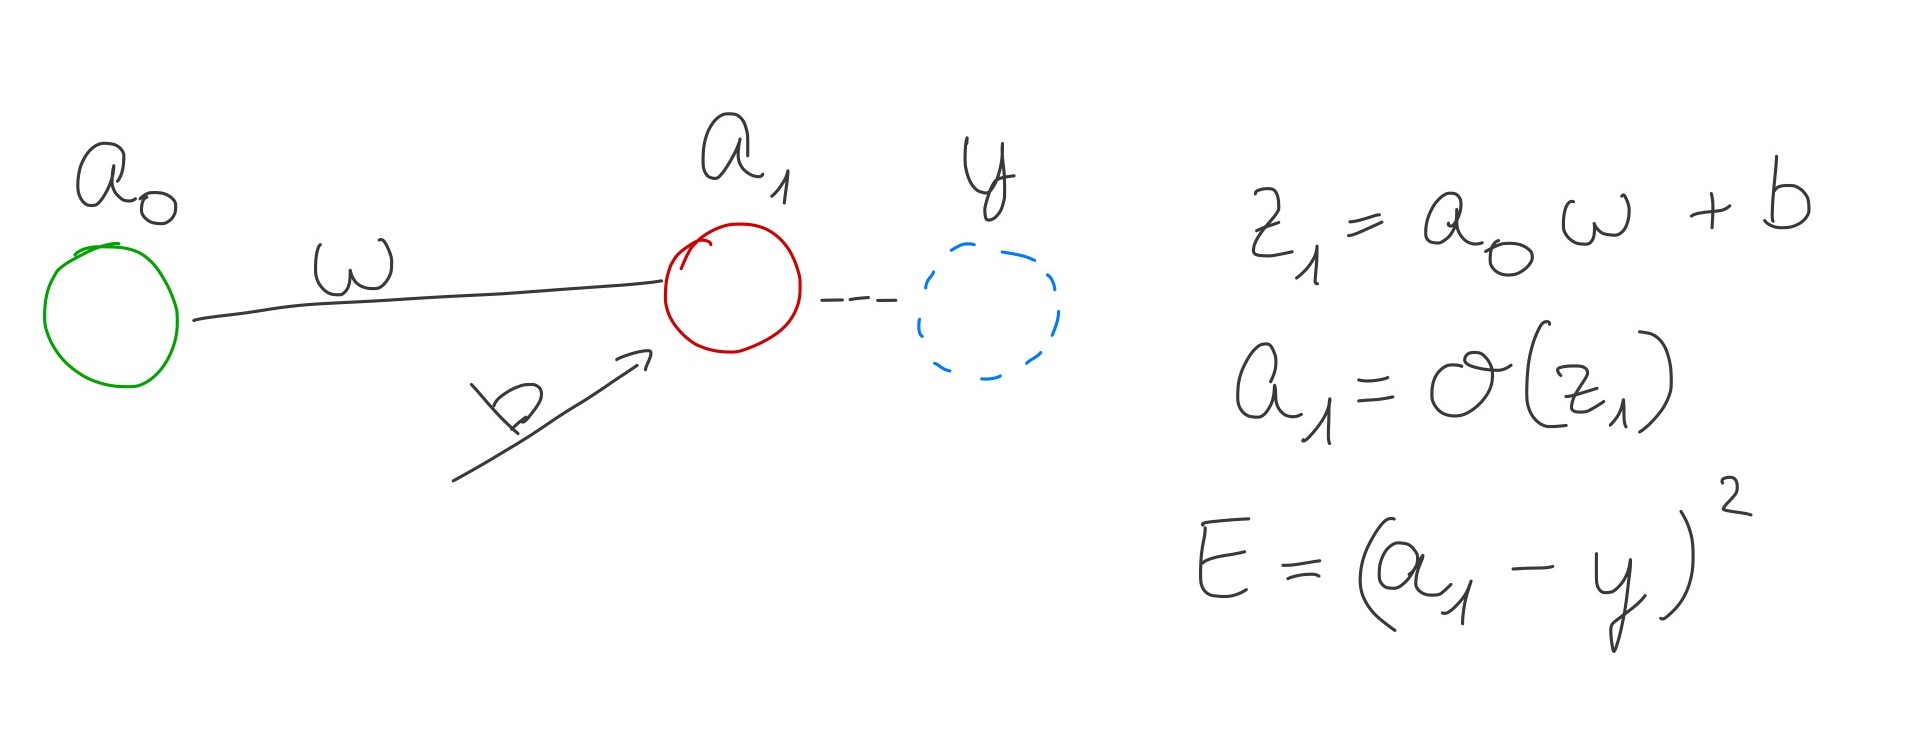 a₀
ω
a₁
y
b
z₁ = a₀ ω + b
a₁ = σ(z₁)
E = (a₁ - y)²